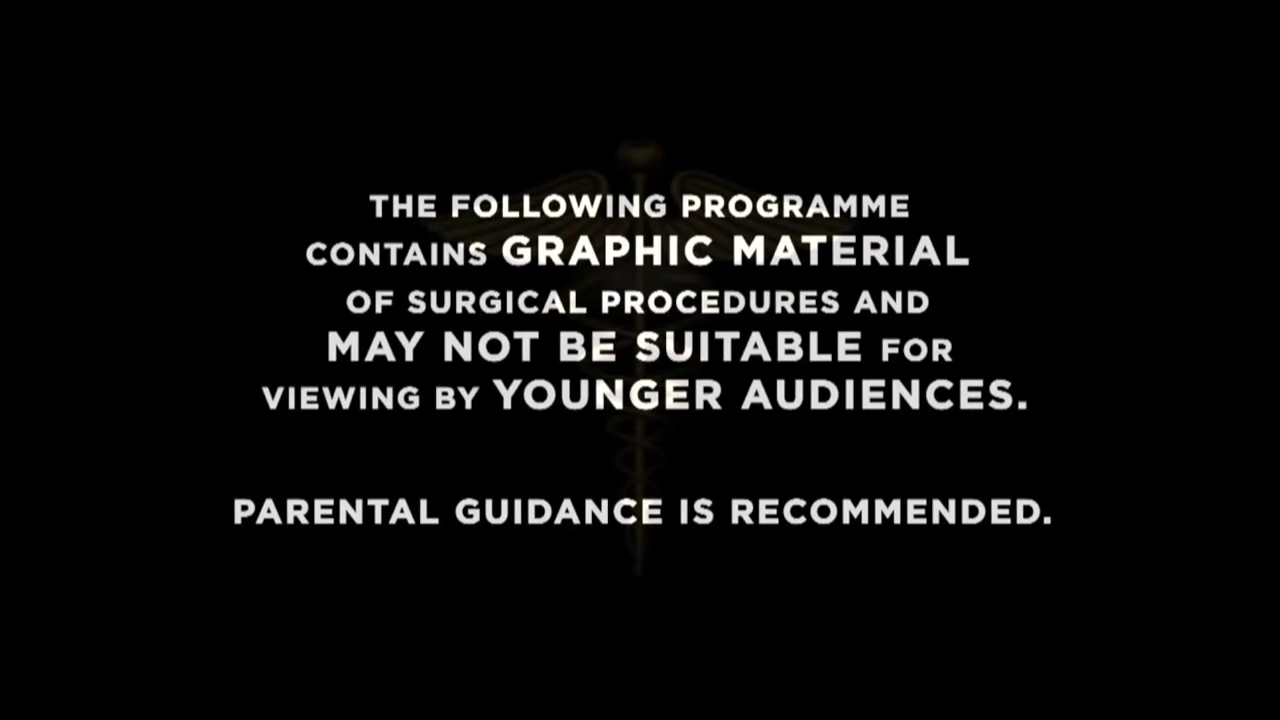 THE FOLLOWING PROGRAMME
CONTAINS GRAPHIC MATERIAL
OF SURGICAL PROCEDURES AND
MAY NOT BE SUITABLE FOR
VIEWING BY YOUNGER AUDIENCES.
PARENTAL GUIDANCE IS RECOMMENDED.